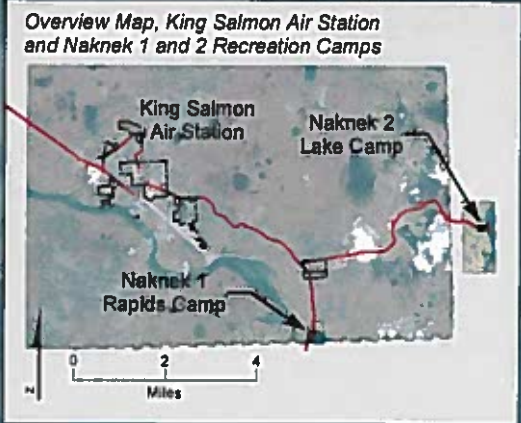 Overview Map, King Salmon Air Station
and Naknek 1 and 2 Recreation Camps
King Salmon
Air Station
Naknek 2
Lake Camp
Naknek 1
Rapids Camp
0 2 4
Miles
N